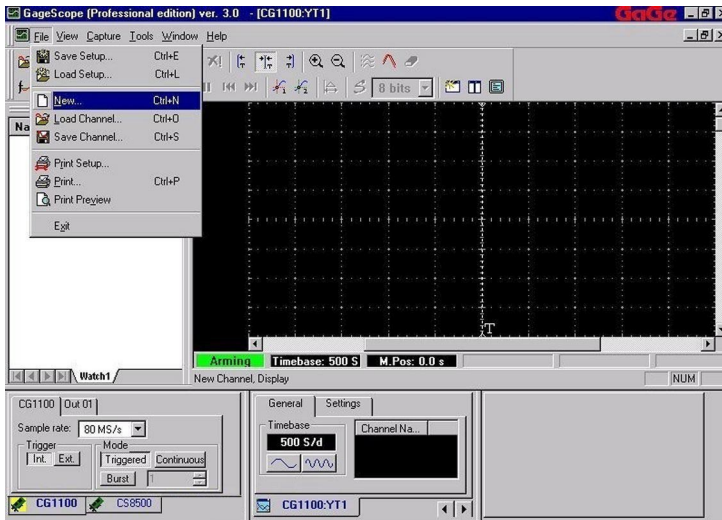 GageScope (Professional edition) ver. 3.0 - [CG1100:YT1]
GaGe
File View Capture Tools Window Help
Save Setup... Ctrl+E
Load Setup... Ctrl+L
New... Ctrl+N
Load Channel... Ctrl+O
Save Channel... Ctrl+S
Print Setup...
Print... Ctrl+P
Print Preview
Exit
8 bits
Na
T
Arming Timebase: 500 S M.Pos: 0.0 s
Watch1
New Channel, Display NUM
CG1100 Out 01
Sample rate: 80 MS/s
Trigger Mode
Int. Ext. Triggered Continuous
Burst 1
CG1100 CS8500
General Settings
Timebase Channel Na...
500 S/d
CG1100:YT1